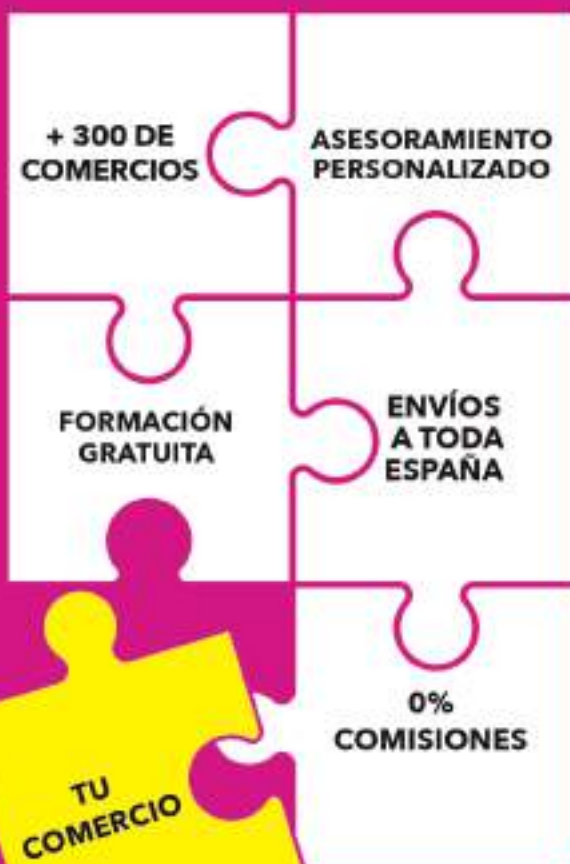 + 300 DE
COMERCIOS
ASESORAMIENTO
PERSONALIZADO
FORMACIÓN
GRATUITA
ENVÍOS
A TODA
ESPAÑA
0%
COMISIONES
TU
COMERCIO